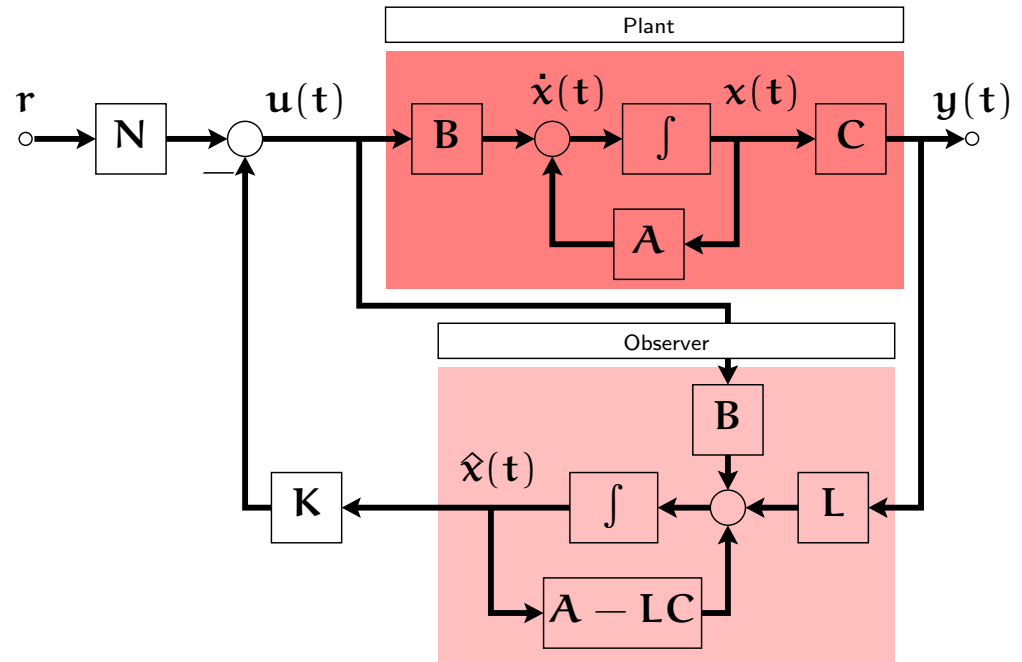 Plant
r
u(t)
ẋ(t)
x(t)
y(t)
N
B
∫
C
−
A
Observer
B
x̂(t)
K
∫
L
A − LC